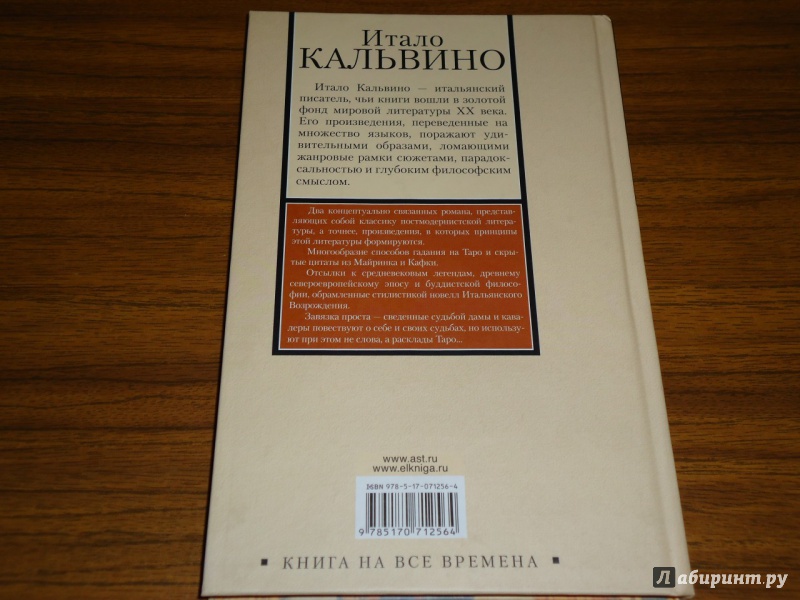 Итало
КАЛЬВИНО
Итало Кальвино — итальянский
писатель, чьи книги вошли в золотой
фонд мировой литературы XX века.
Его произведения, переведенные на
множество языков, поражают уди-
вительными образами, ломающими
жанровые рамки сюжетами, парадок-
сальностью и глубоким философским
смыслом.
Два концептуально связанных романа, представ-
ляющих собой классику постмодернистской литера-
туры, а точнее, произведения, в которых принципы
этой литературы формируются.
Многообразие способов гадания на Таро и скры-
тые цитаты из Майринка и Кафки.
Отсылки к средневековым легендам, древнему
североевропейскому эпосу и буддистской филосо-
фии, обрамленные стилистикой новелл Итальянского
Возрождения.
Завязка проста — сведенные судьбой дамы и кава-
леры повествуют о себе и своих судьбах, но использу-
ют при этом не слова, а расклады Таро...
www.ast.ru
www.elkniga.ru
ISBN 978-5-17-071256-4
9 785170 712564
▪ КНИГА НА ВСЕ ВРЕМЕНА ▪
Лабиринт.ру